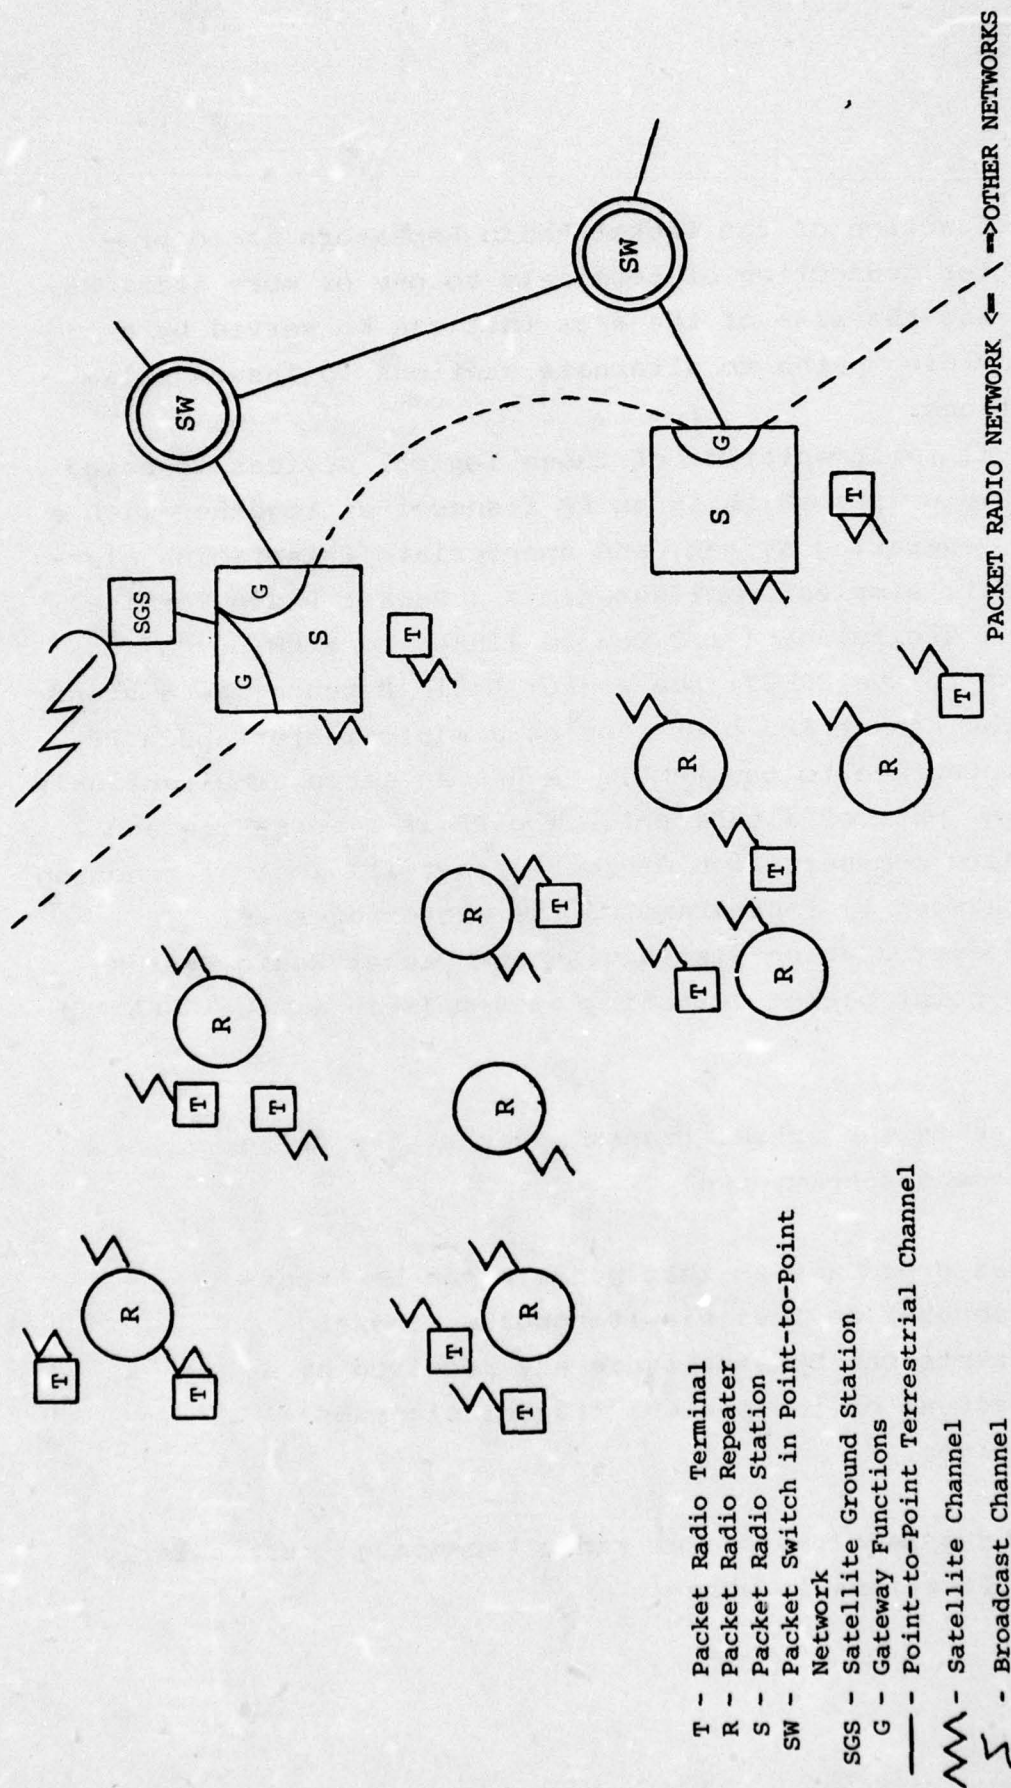 T
R
SGS
SW
T
T
R
G
G
T
S
T
T
R
R
T
R
T
SW
R
T
S
G
T
R
T
R
T
PACKET RADIO NETWORK <= \ =>OTHER NETWORKS
T - Packet Radio Terminal
R - Packet Radio Repeater
S - Packet Radio Station
SW - Packet Switch in Point-to-Point
Network
SGS - Satellite Ground Station
G - Gateway Functions
- Point-to-Point Terrestrial Channel
- Satellite Channel
- Broadcast Channel